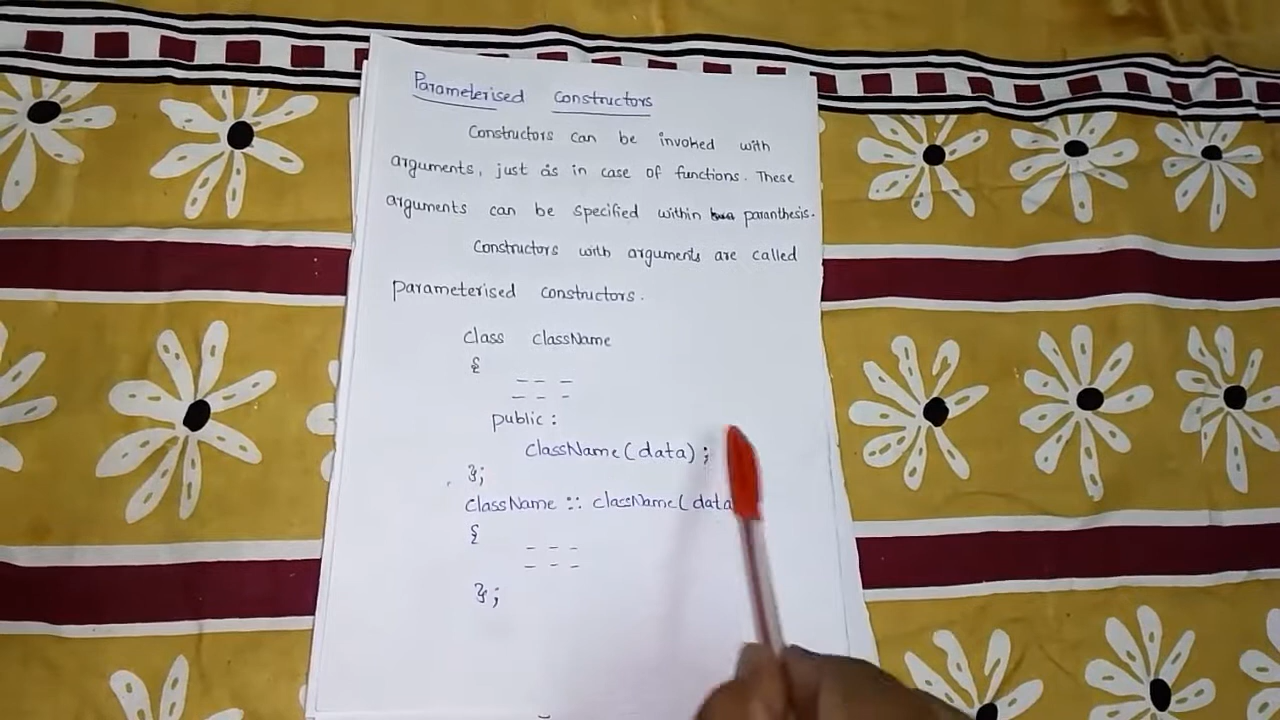 Parameterised constructors
Constructors can be invoked with
arguments, just as in case of functions. These
arguments can be specified within paranthesis.
Constructors with arguments are called
parameterised constructors.
class className
{
-- -
-- -
public:
className(data);
};
className :: className(data
{
- - -
- - -
};